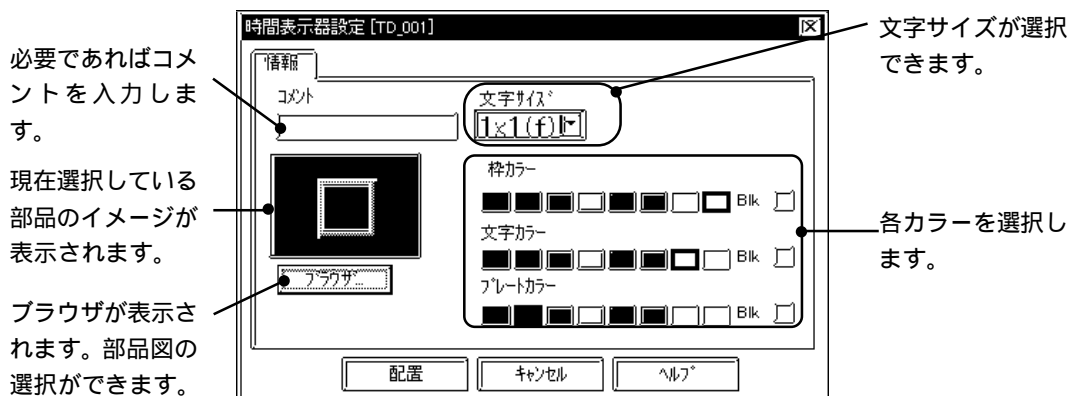 必要であればコメ
ントを入力しま
す。
現在選択している
部品のイメージが
表示されます。
ブラウザが表示さ
れます。部品図の
選択ができます。
時間表示器設定 [TD_001]
情報
ｺﾒﾝﾄ
文字ｻｲｽﾞ
1x1(f)
ﾌﾞﾗｳｻﾞ...
枠ｶﾗｰ
Blk
文字ｶﾗｰ
Blk
ﾌﾟﾚｰﾄｶﾗｰ
Blk
配置
ｷｬﾝｾﾙ
ﾍﾙﾌﾟ
文字サイズが選択
できます。
各カラーを選択し
ます。